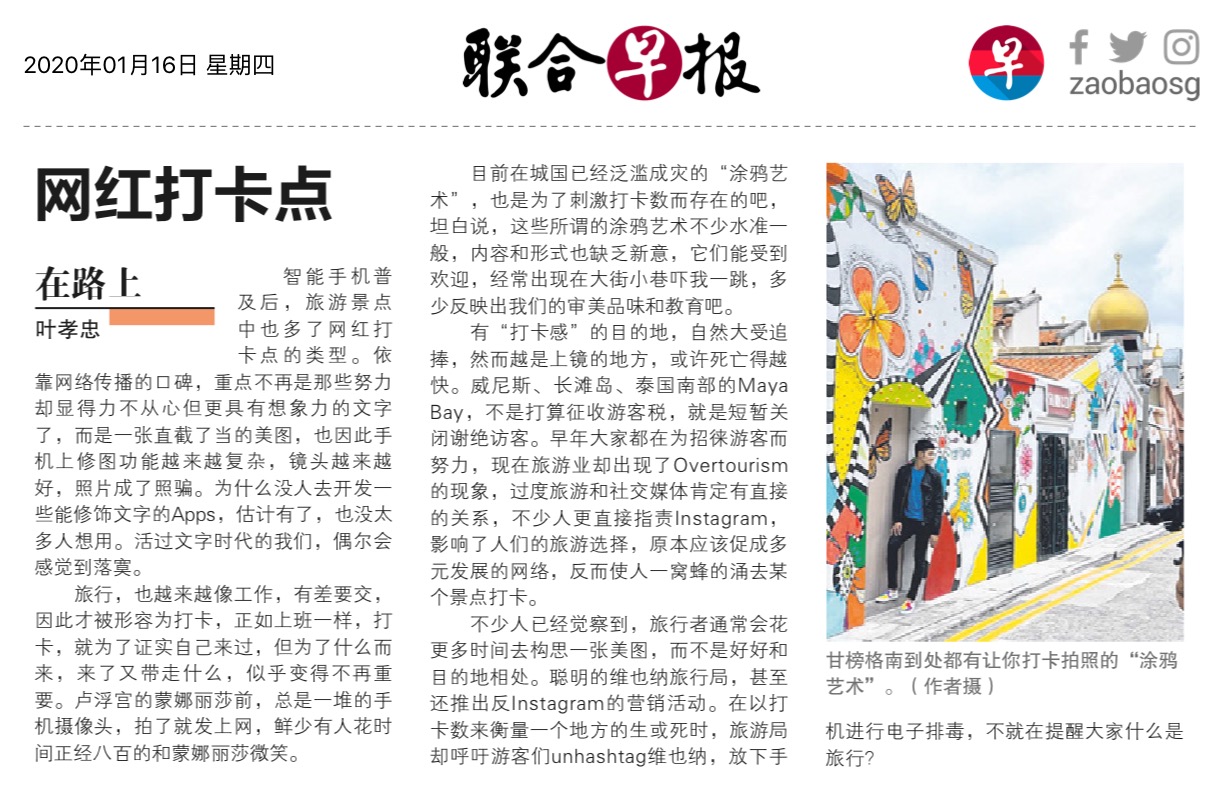 2020年01月16日 星期四
联合早报
早
zaobaosg
网红打卡点
在路上
叶孝忠
智能手机普
及后，旅游景点
中也多了网红打
卡点的类型。依
靠网络传播的口碑，重点不再是那些努力
却显得力不从心但更具有想象力的文字
了，而是一张直截了当的美图，也因此手
机上修图功能越来越复杂，镜头越来越
好，照片成了照骗。为什么没人去开发一
些能修饰文字的Apps，估计有了，也没太
多人想用。活过文字时代的我们，偶尔会
感觉到落寞。
旅行，也越来越像工作，有差要交，
因此才被形容为打卡，正如上班一样，打
卡，就为了证实自己来过，但为了什么而
来，来了又带走什么，似乎变得不再重
要。卢浮宫的蒙娜丽莎前，总是一堆的手
机摄像头，拍了就发上网，鲜少有人花时
间正经八百的和蒙娜丽莎微笑。
目前在城国已经泛滥成灾的“涂鸦艺
术”，也是为了刺激打卡数而存在的吧，
坦白说，这些所谓的涂鸦艺术不少水准一
般，内容和形式也缺乏新意，它们能受到
欢迎，经常出现在大街小巷吓我一跳，多
少反映出我们的审美品味和教育吧。
有“打卡感”的目的地，自然大受追
捧，然而越是上镜的地方，或许死亡得越
快。威尼斯、长滩岛、泰国南部的Maya
Bay，不是打算征收游客税，就是短暂关
闭谢绝访客。早年大家都在为招徕游客而
努力，现在旅游业却出现了Overtourism
的现象，过度旅游和社交媒体肯定有直接
的关系，不少人更直接指责Instagram，
影响了人们的旅游选择，原本应该促成多
元发展的网络，反而使人一窝蜂的涌去某
个景点打卡。
不少人已经觉察到，旅行者通常会花
更多时间去构思一张美图，而不是好好和
目的地相处。聪明的维也纳旅行局，甚至
还推出反Instagram的营销活动。在以打
卡数来衡量一个地方的生或死时，旅游局
却呼吁游客们unhashtag维也纳，放下手
甘榜格南到处都有让你打卡拍照的“涂鸦
艺术”。（作者摄）
机进行电子排毒，不就在提醒大家什么是
旅行？